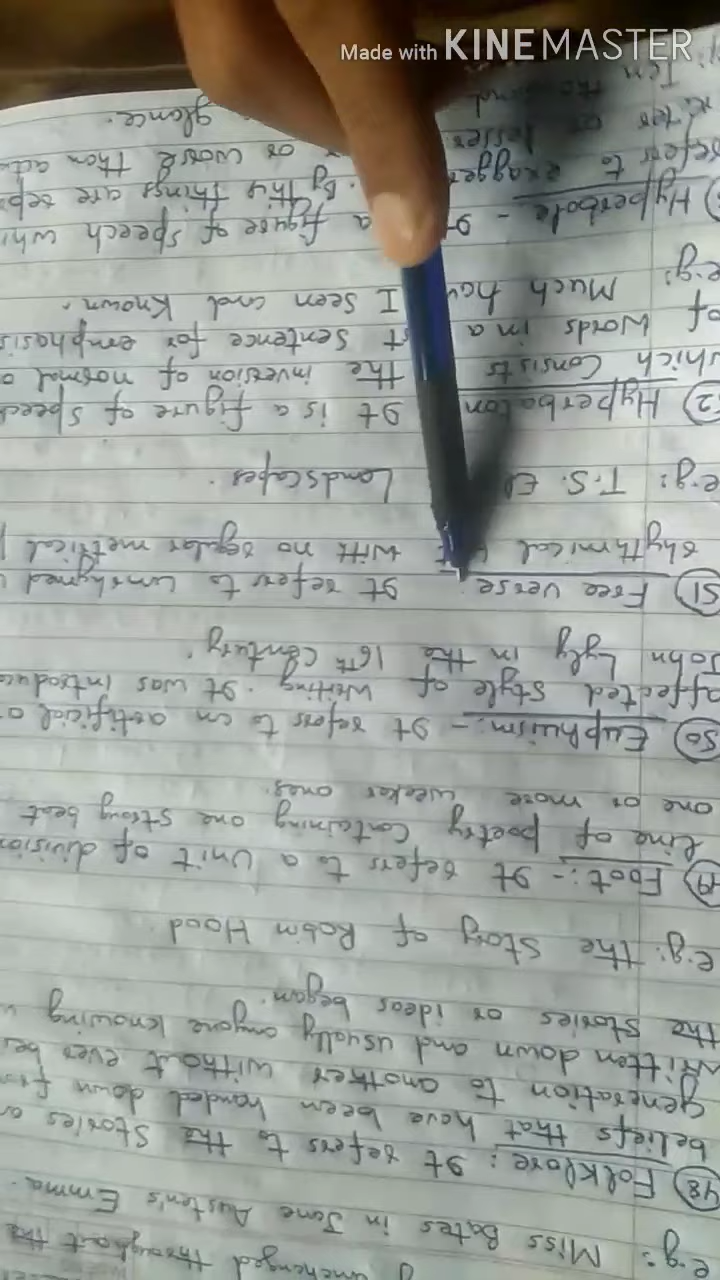 unchanged throughout the
e.g:- Miss Bates in Jane Austen's Emma.
48 Folklore : It refers to the stories
beliefs that have been handed down
generation to another without ever
written down and usually anyone knowing
the stories or ideas began.
e.g: the story of Robin Hood
Foot:- It refers to a unit of division
line of poetry containing one strong beat
one or more weaker ones.
50 Euphuism:- It refers to an artificial
affected style of writing. It was
John Lyly in the 16th Century.
51 Free verse: It refers to unrhymed
rhythmical with no regular metrical
e.g: T.S. Landscapes.
52 Hyperbaton It is a figure of speech
which consists the inversion of normal
of words in a sentence for emphasis
e.g: Much have I seen and known.
Hyperbole - a figure of speech
refers to By this things are
or lesser or worse than
Ten glance.
Made with KINEMASTER